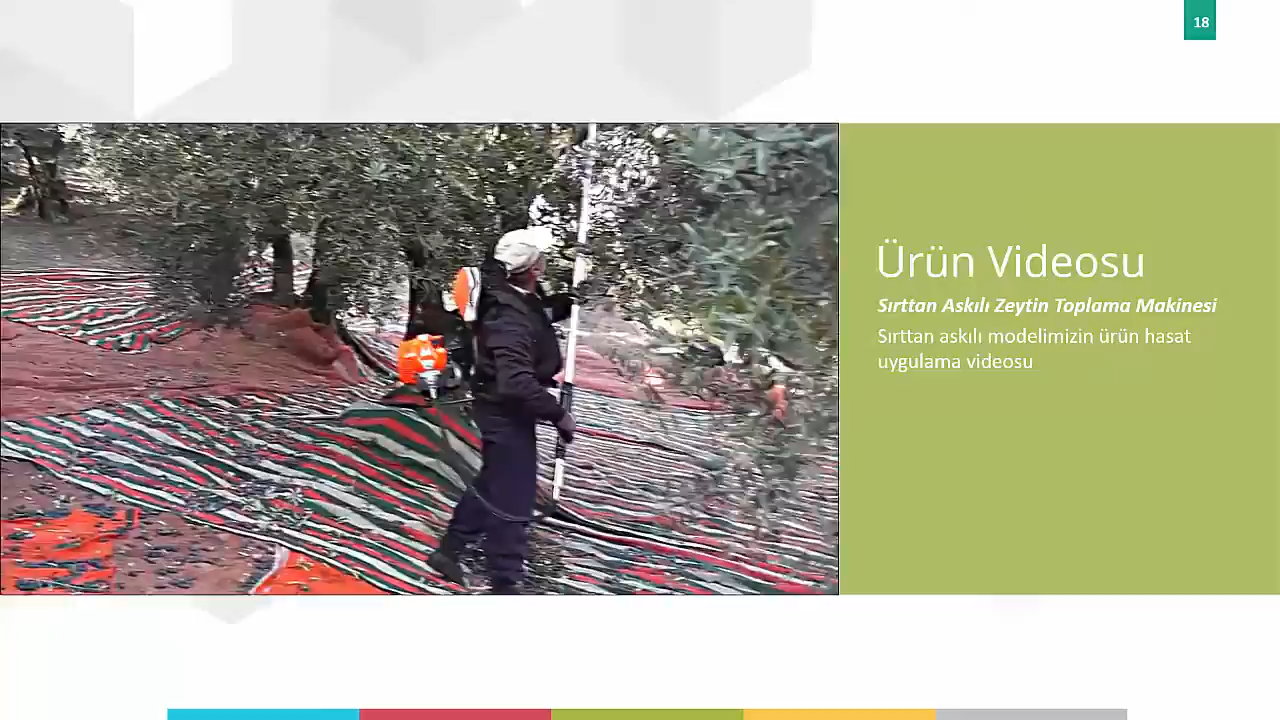 18
Ürün Videosu
Sırttan Askılı Zeytin Toplama Makinesi
Sırttan askılı modelimizin ürün hasat
uygulama videosu